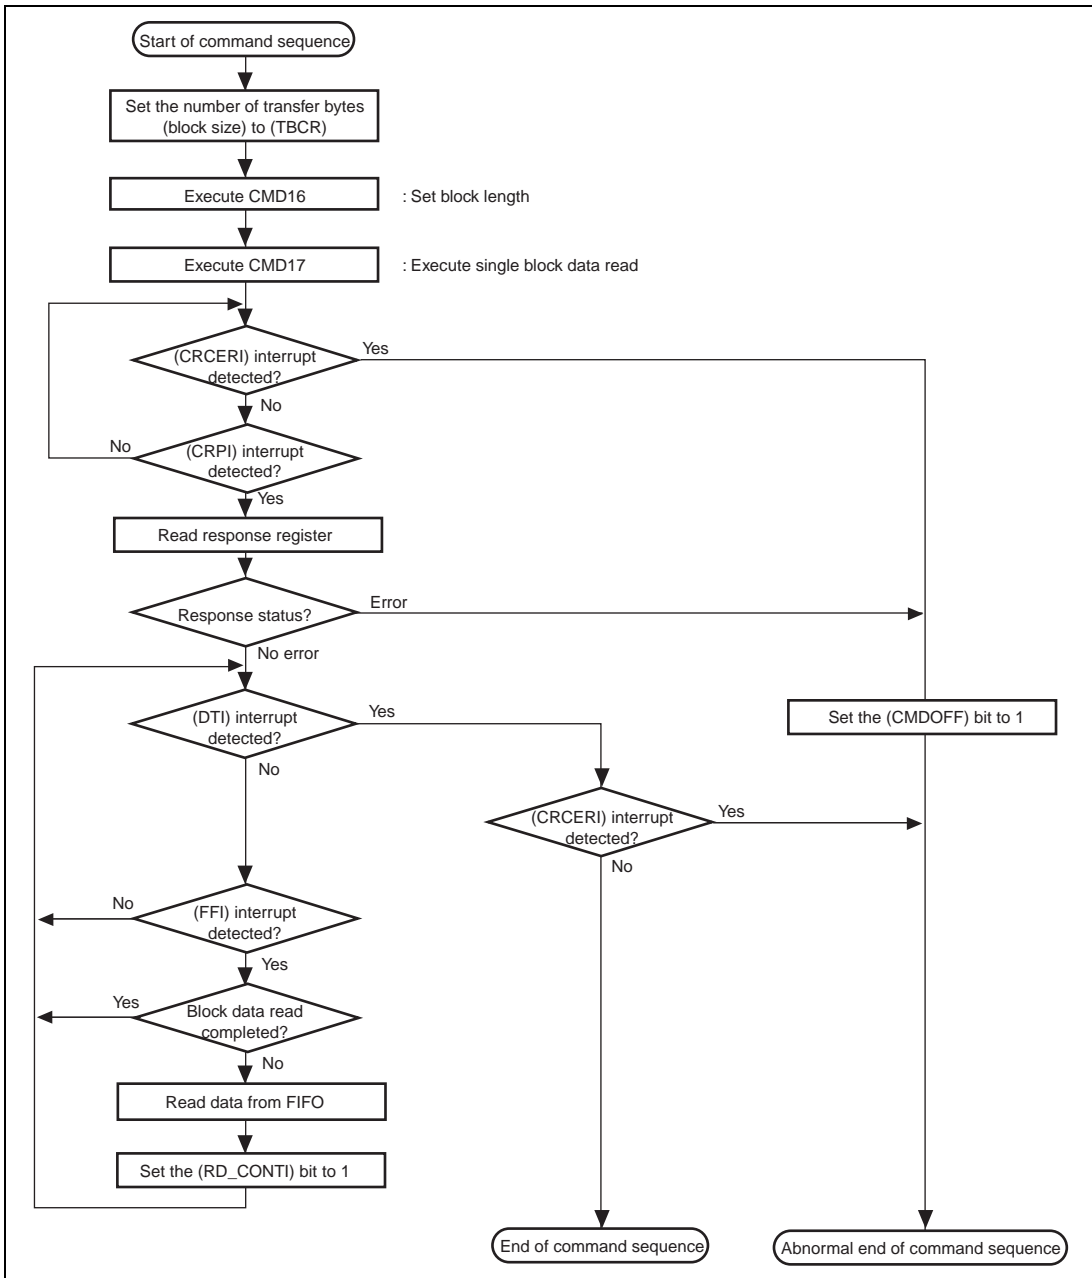 Start of command sequence
Set the number of transfer bytes
(block size) to (TBCR)
Execute CMD16
: Set block length
Execute CMD17
: Execute single block data read
(CRCERI) interrupt
detected?
Yes
No
(CRPI) interrupt
detected?
No
Yes
Read response register
Response status?
Error
No error
(DTI) interrupt
detected?
Yes
No
Set the (CMDOFF) bit to 1
(CRCERI) interrupt
detected?
Yes
No
(FFI) interrupt
detected?
No
Yes
Block data read
completed?
Yes
No
Read data from FIFO
Set the (RD_CONTI) bit to 1
End of command sequence
Abnormal end of command sequence